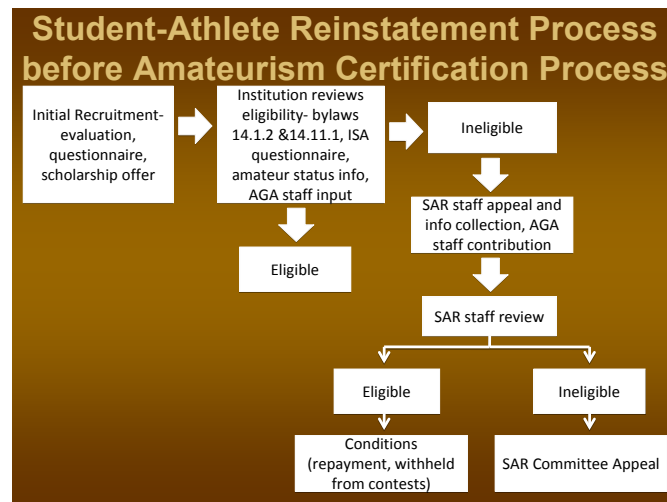 Student-Athlete Reinstatement Process
before Amateurism Certification Process
Initial Recruitment-
evaluation,
questionnaire,
scholarship offer
Institution reviews
eligibility- bylaws
14.1.2 &14.11.1, ISA
questionnaire,
amateur status info,
AGA staff input
Ineligible
SAR staff appeal and
info collection, AGA
staff contribution
Eligible
SAR staff review
Eligible
Ineligible
Conditions
(repayment, withheld
from contests)
SAR Committee Appeal